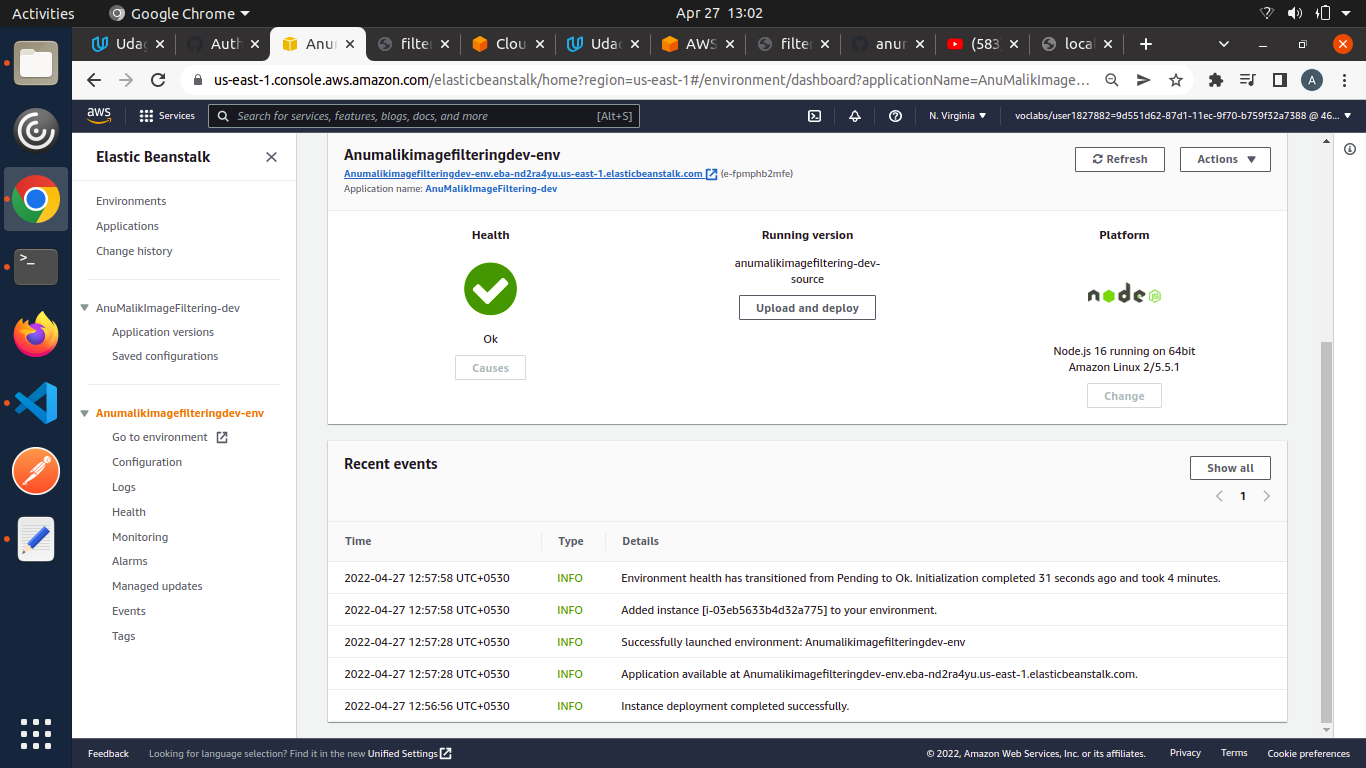 Activities Google Chrome Apr 27 13:02
Udac Auth Anur filter Clou Udac AWS filter anun (583 local
us-east-1.console.aws.amazon.com/elasticbeanstalk/home?region=us-east-1#/environment/dashboard?applicationName=AnuMalikImage... A
aws Services Search for services, features, blogs, docs, and more [Alt+S] N. Virginia voclabs/user1827882=9d551d62-87d1-11ec-9f70-b759f32a7388 @ 46...
Elastic Beanstalk
Environments
Applications
Change history
AnuMalikImageFiltering-dev
Application versions
Saved configurations
Anumalikimagefilteringdev-env
Go to environment
Configuration
Logs
Health
Monitoring
Alarms
Managed updates
Events
Tags
Anumalikimagefilteringdev-env
Refresh Actions
Anumalikimagefilteringdev-env.eba-nd2ra4yu.us-east-1.elasticbeanstalk.com (e-fpmphb2mfe)
Application name: AnuMalikImageFiltering-dev
Health
Ok
Causes
Running version
anumalikimagefiltering-dev-
source
Upload and deploy
Platform
node JS
Node.js 16 running on 64bit
Amazon Linux 2/5.5.1
Change
Recent events
Show all
1
Time Type Details
2022-04-27 12:57:58 UTC+0530 INFO Environment health has transitioned from Pending to Ok. Initialization completed 31 seconds ago and took 4 minutes.
2022-04-27 12:57:58 UTC+0530 INFO Added instance [i-03eb5633b4d32a775] to your environment.
2022-04-27 12:57:28 UTC+0530 INFO Successfully launched environment: Anumalikimagefilteringdev-env
2022-04-27 12:57:28 UTC+0530 INFO Application available at Anumalikimagefilteringdev-env.eba-nd2ra4yu.us-east-1.elasticbeanstalk.com.
2022-04-27 12:56:56 UTC+0530 INFO Instance deployment completed successfully.
Feedback Looking for language selection? Find it in the new Unified Settings © 2022, Amazon Web Services, Inc. or its affiliates. Privacy Terms Cookie preferences